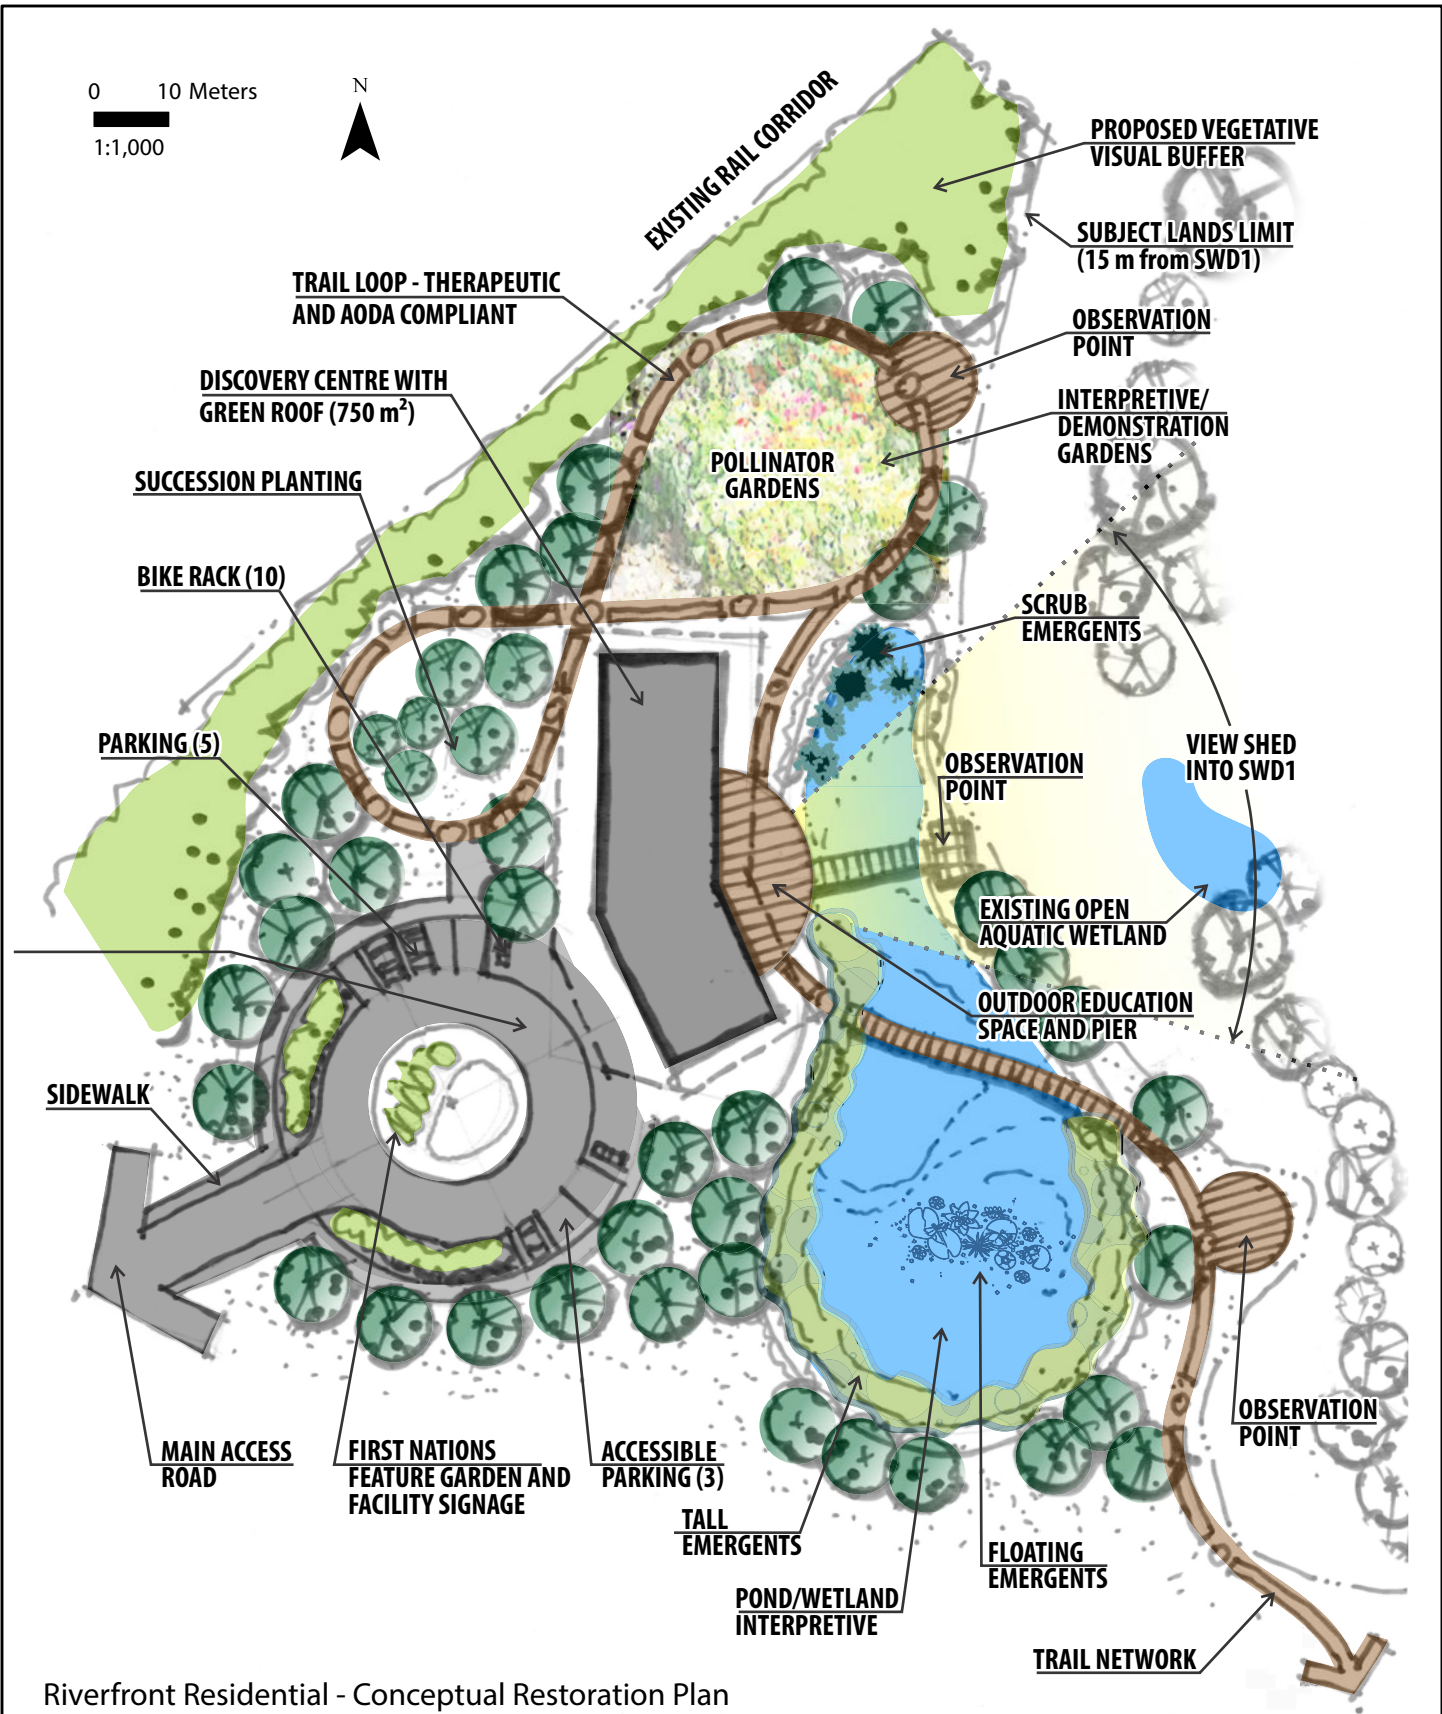 0 10 Meters
1:1,000
N
EXISTING RAIL CORRIDOR
PROPOSED VEGETATIVE
VISUAL BUFFER
SUBJECT LANDS LIMIT
(15 m from SWD1)
TRAIL LOOP - THERAPEUTIC
AND AODA COMPLIANT
OBSERVATION
POINT
DISCOVERY CENTRE WITH
GREEN ROOF (750 m²)
INTERPRETIVE/
DEMONSTRATION
GARDENS
POLLINATOR
GARDENS
SUCCESSION PLANTING
BIKE RACK (10)
SCRUB
EMERGENTS
PARKING (5)
VIEW SHED
INTO SWD1
OBSERVATION
POINT
EXISTING OPEN
AQUATIC WETLAND
OUTDOOR EDUCATION
SPACE AND PIER
SIDEWALK
OBSERVATION
POINT
MAIN ACCESS
ROAD
FIRST NATIONS
FEATURE GARDEN AND
FACILITY SIGNAGE
ACCESSIBLE
PARKING (3)
TALL
EMERGENTS
FLOATING
EMERGENTS
POND/WETLAND
INTERPRETIVE
TRAIL NETWORK
Riverfront Residential - Conceptual Restoration Plan